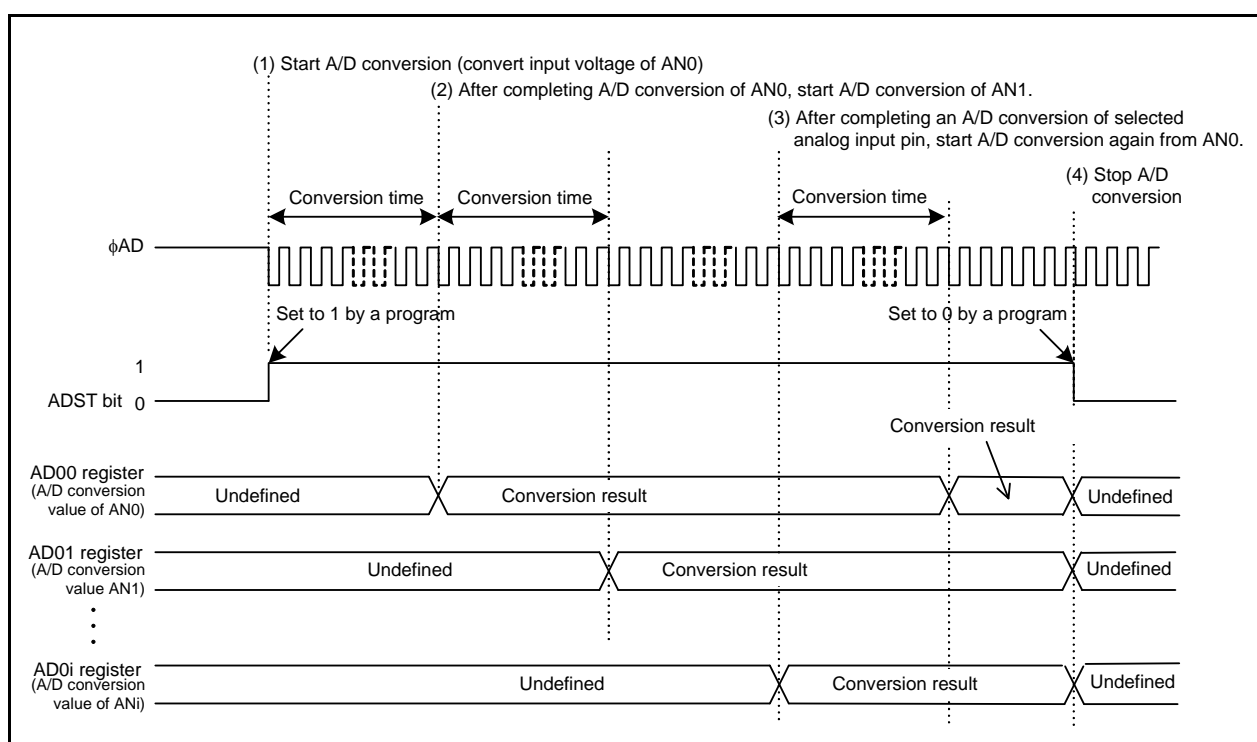 (1) Start A/D conversion (convert input voltage of AN0)
(2) After completing A/D conversion of AN0, start A/D conversion of AN1.
(3) After completing an A/D conversion of selected
analog input pin, start A/D conversion again from AN0.
(4) Stop A/D
conversion
Conversion time
Conversion time
Conversion time
ϕAD
Set to 1 by a program
Set to 0 by a program
1
ADST bit 0
Conversion result
AD00 register
(A/D conversion
value of AN0)
Undefined
Conversion result
Undefined
AD01 register
(A/D conversion
value AN1)
Undefined
Conversion result
Undefined
AD0i register
(A/D conversion
value of ANi)
Undefined
Conversion result
Undefined